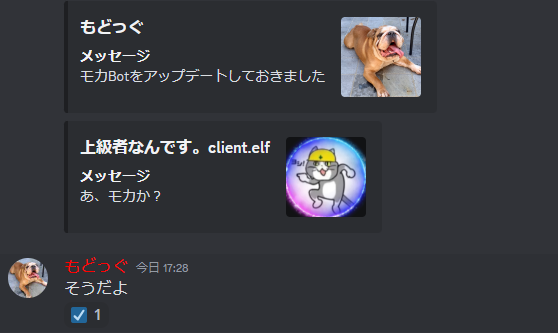 もどっぐ
メッセージ
モカBotをアップデートしておきました
上級者なんです。client.elf
メッセージ
あ、モカか？
もどっぐ 今日 17:28
そうだよ
1